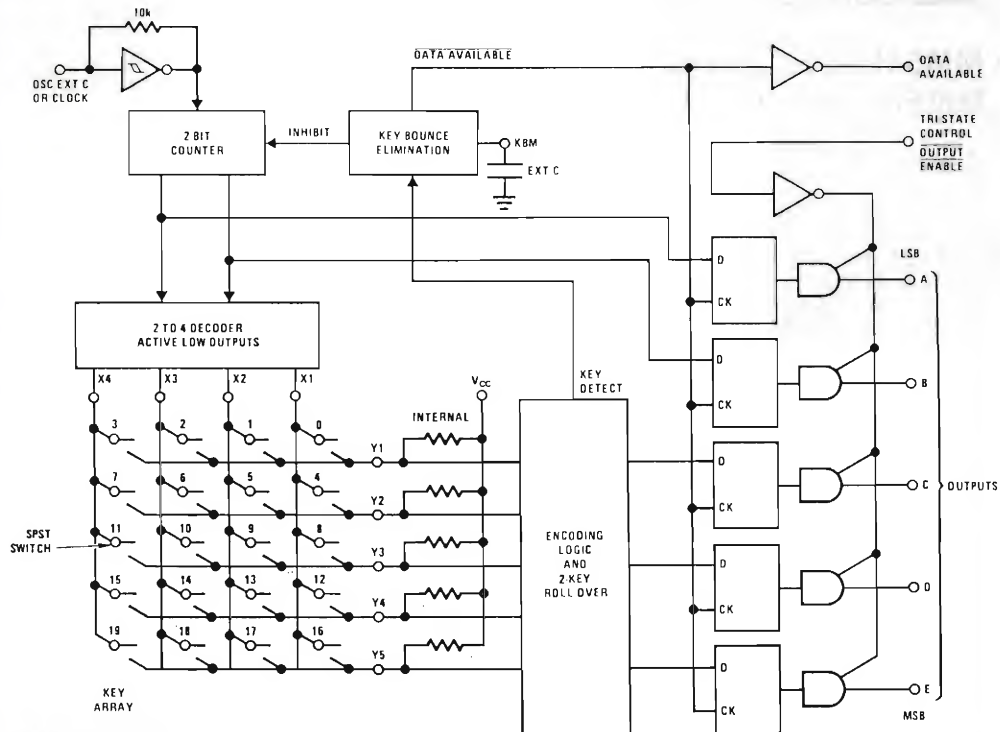 10k
OSC EXT C
OR CLOCK
2 BIT
COUNTER
INHIBIT
KEY BOUNCE
ELIMINATION
DATA AVAILABLE
KBM
EXT C
DATA
AVAILABLE
TRI STATE
CONTROL
OUTPUT
ENABLE
2 TO 4 DECODER
ACTIVE LOW OUTPUTS
X4 X3 X2 X1
VCC
INTERNAL
KEY
DETECT
3 2 1 0 Y1
7 6 5 4 Y2
11 10 9 8 Y3
15 14 13 12 Y4
19 18 17 16 Y5
SPST
SWITCH
KEY
ARRAY
ENCODING
LOGIC
AND
2-KEY
ROLL OVER
D
CK
LSB
A
D
CK
B
D
CK
C
OUTPUTS
D
CK
D
D
CK
E
MSB